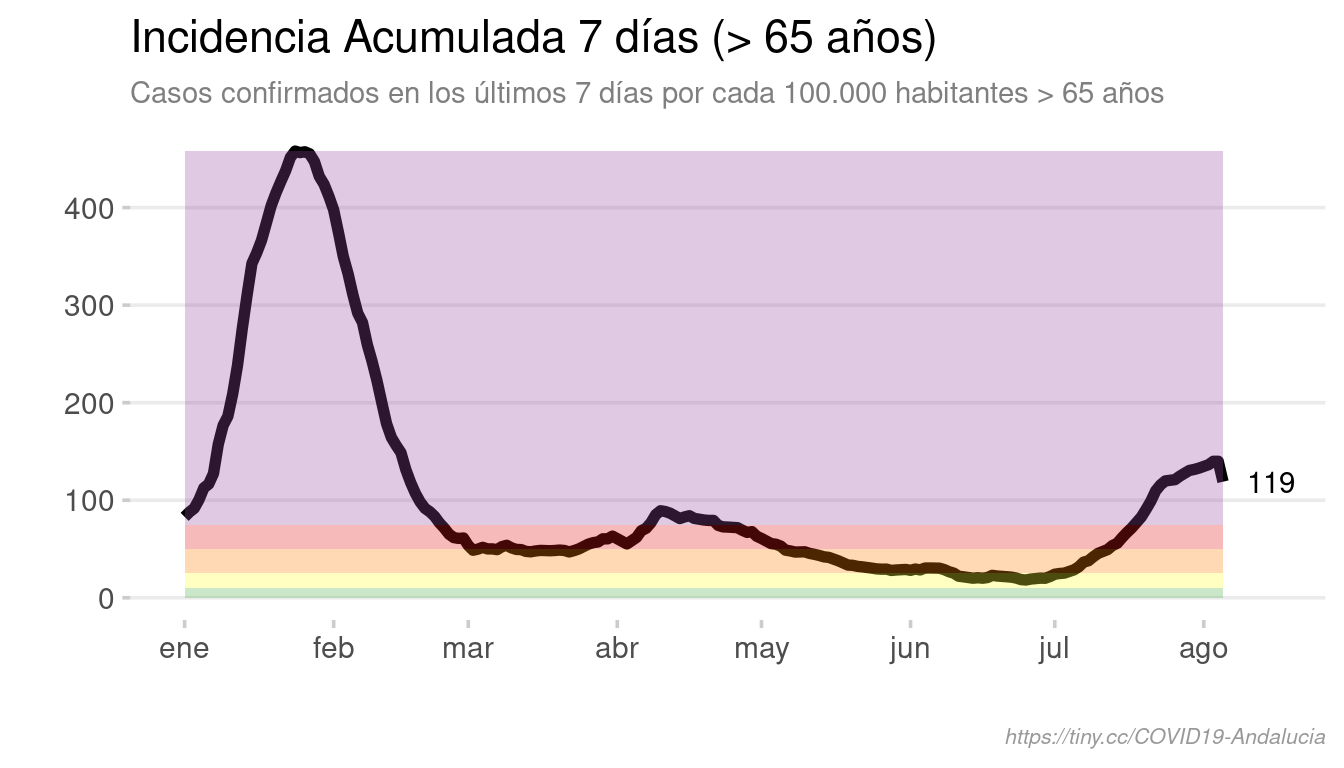 Incidencia Acumulada 7 días (> 65 años)
Casos confirmados en los últimos 7 días por cada 100.000 habitantes > 65 años
400
300
200
100
0
119
ene feb mar abr may jun jul ago
https://tiny.cc/COVID19-Andalucia